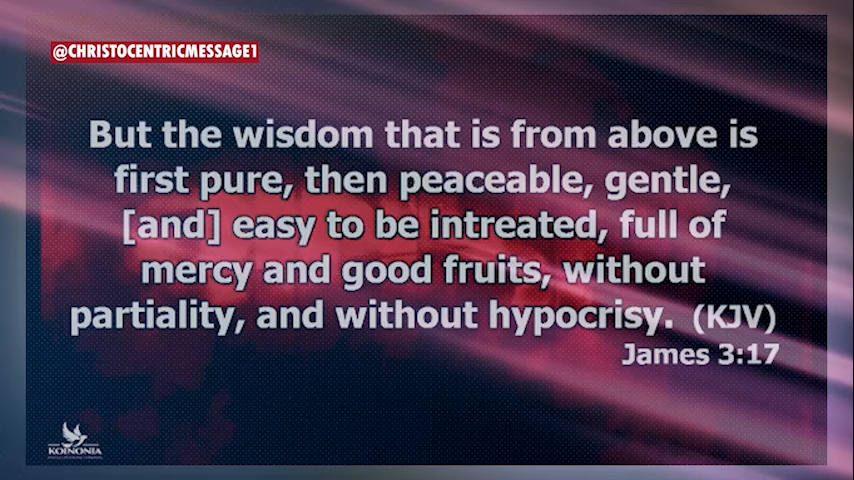 @CHRISTOCENTRICMESSAGE1
But the wisdom that is from above is
first pure, then peaceable, gentle,
[and] easy to be intreated, full of
mercy and good fruits, without
partiality, and without hypocrisy. (KJV)
James 3:17
KOINONIA